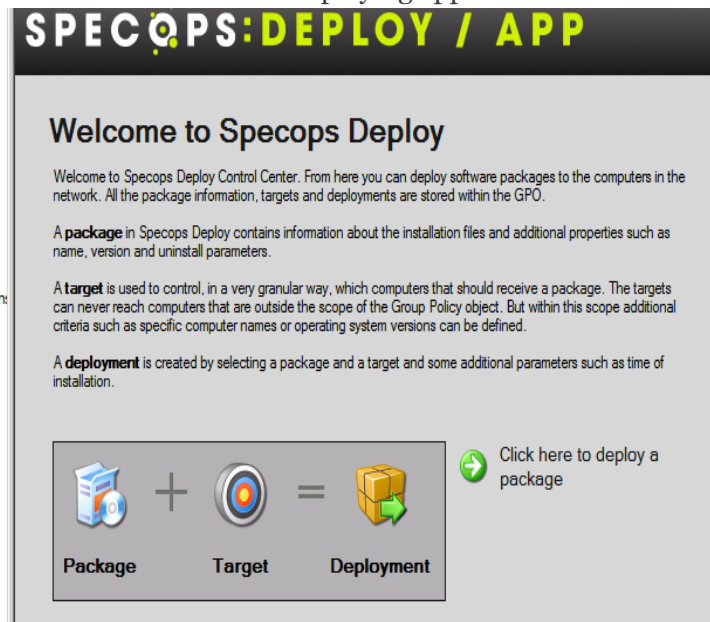 SPECOPS:DEPLOY / APP
Welcome to Specops Deploy
Welcome to Specops Deploy Control Center. From here you can deploy software packages to the computers in the
network. All the package information, targets and deployments are stored within the GPO.
A package in Specops Deploy contains information about the installation files and additional properties such as
name, version and uninstall parameters.
A target is used to control, in a very granular way, which computers that should receive a package. The targets
can never reach computers that are outside the scope of the Group Policy object. But within this scope additional
criteria such as specific computer names or operating system versions can be defined.
A deployment is created by selecting a package and a target and some additional parameters such as time of
installation.
Click here to deploy a
package
+ =
Package Target Deployment